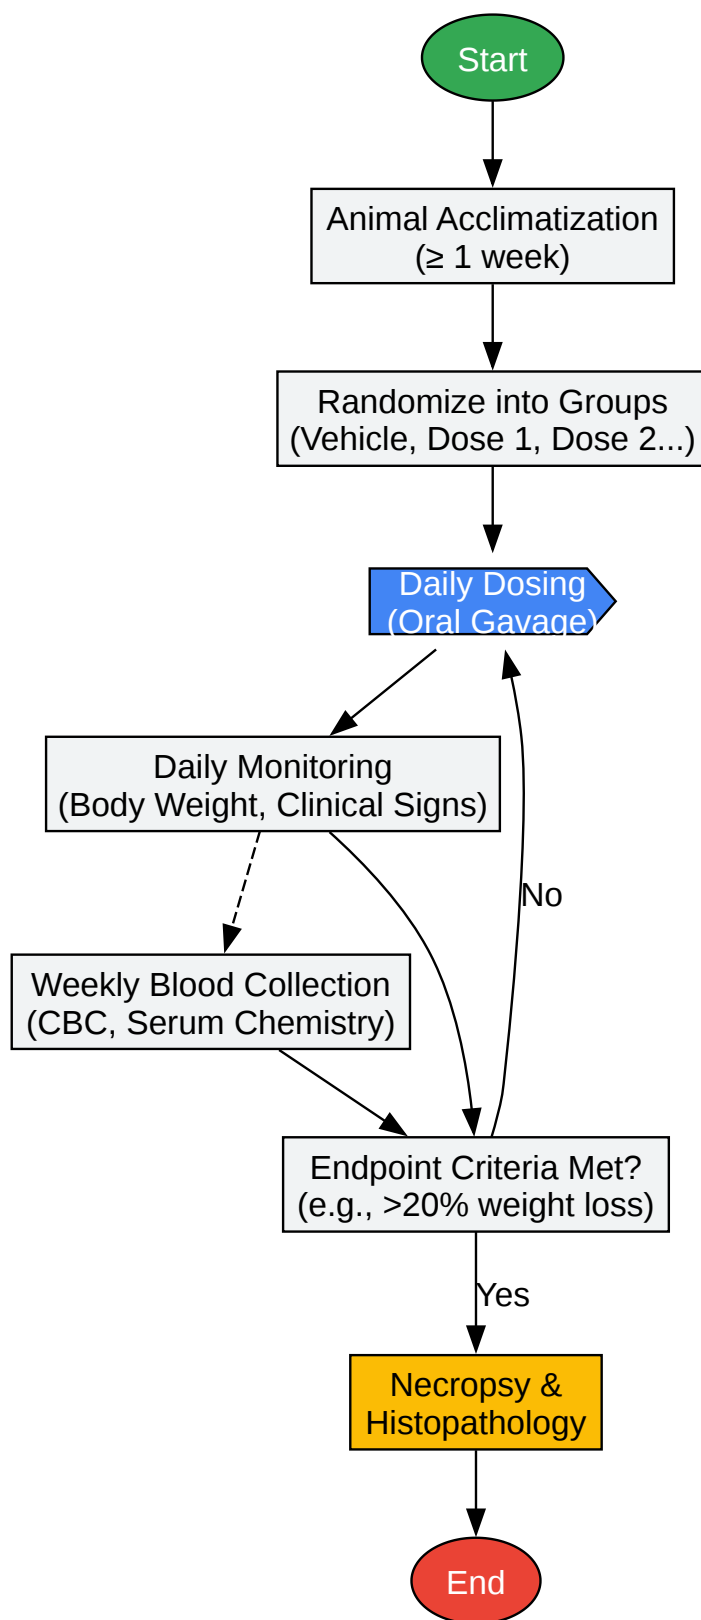 Start
Animal Acclimatization
(≥ 1 week)
Randomize into Groups
(Vehicle, Dose 1, Dose 2...)
Daily Dosing
(Oral Gavage)
Daily Monitoring
(Body Weight, Clinical Signs)
No
Weekly Blood Collection
(CBC, Serum Chemistry)
Endpoint Criteria Met?
(e.g., >20% weight loss)
Yes
Necropsy &
Histopathology
End